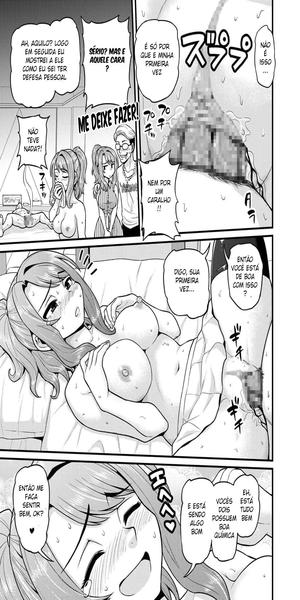 É SÓ
QUE É MINHA
PRIMEIRA
VEZ
ズププ
SÉRIO? MAS E
AQUELE CARA ?
AH, AQUILO? LOGO EM
SEGUIDA EU
MOSTREI A ELE
COMO EU SEI TER
DEFESA PESSOAL
ME DEIXE FAZER!
NÃO
TEVE
NADA?!
NEM POR
UM
CARALHO
!!
ENTÃO
VOCÊ ESTÁ
DE BOA
COM ISSO
?
DIGO, SUA
PRIMEIRA
VEZ...
EH, ESTÁ
TUDO
BEM
VOCÊS
DOIS
POSSUEM
BOA
QUÍMICA
E ESTÁ
SENDO
ALGO
BOM
ENTÃO
ME
FAÇA
SENTIR
BEM, OK?
♥